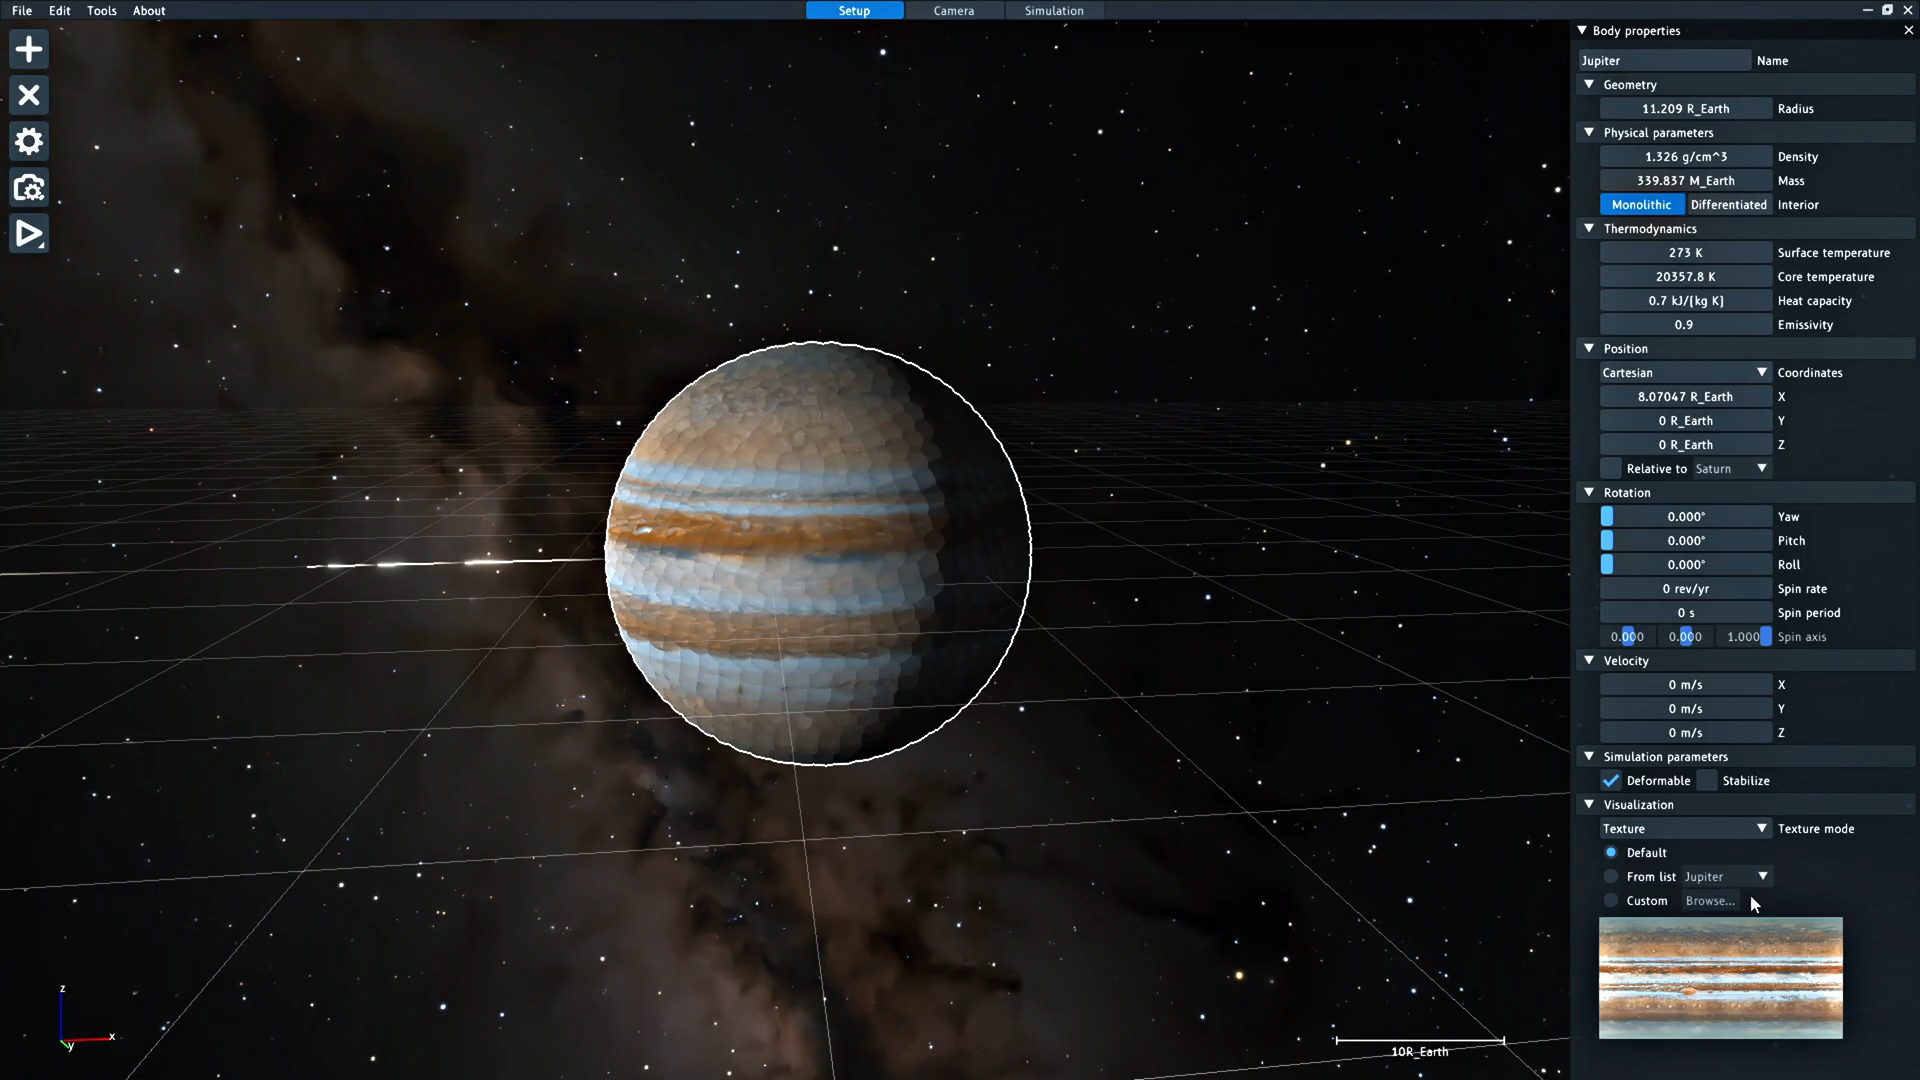 File Edit Tools About Setup Camera Simulation
Body properties
Jupiter Name
Geometry
11.209 R_Earth Radius
Physical parameters
1.326 g/cm^3 Density
339.837 M_Earth Mass
Monolithic Differentiated Interior
Thermodynamics
273 K Surface temperature
20357.8 K Core temperature
0.7 kJ/(kg K) Heat capacity
0.9 Emissivity
Position
Cartesian Coordinates
8.07047 R_Earth X
0 R_Earth Y
0 R_Earth Z
Relative to Saturn
Rotation
0.000° Yaw
0.000° Pitch
0.000° Roll
0 rev/yr Spin rate
0 s Spin period
0.000 0.000 1.000 Spin axis
Velocity
0 m/s X
0 m/s Y
0 m/s Z
Simulation parameters
Deformable Stabilize
Visualization
Texture Texture mode
Default
From list Jupiter
Custom Browse...
z
x
y
10R_Earth